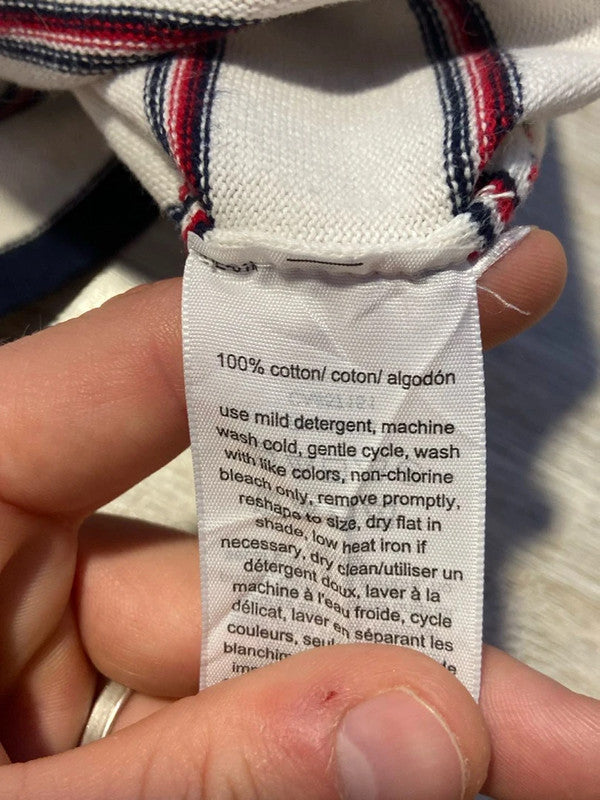 100% cotton/ coton/ algodón
use mild detergent, machine
wash cold, gentle cycle, wash
with like colors, non-chlorine
bleach only, remove promptly,
reshape to size, dry flat in
shade, low heat iron if
necessary, dry clean/utiliser un
détergent doux, laver à la
machine à l'eau froide, cycle
délicat, laver en séparant les
couleurs,